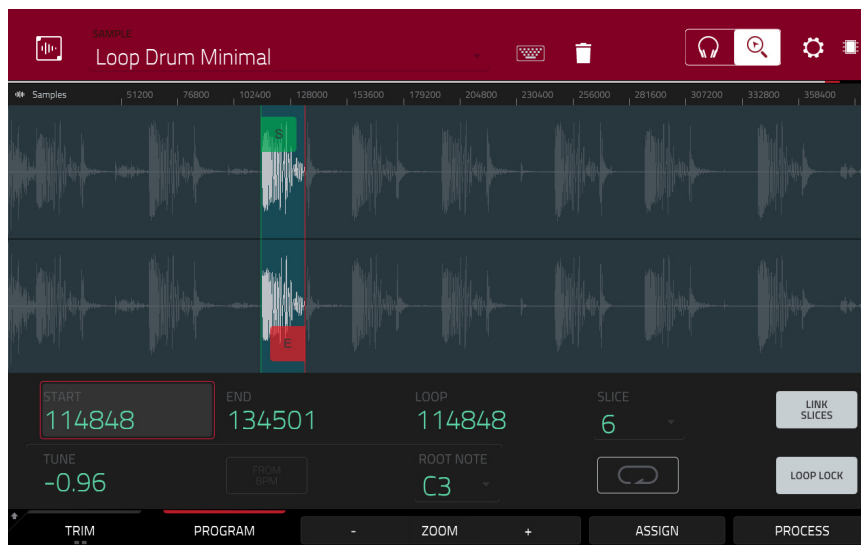 SAMPLE
Loop Drum Minimal
Samples 51200 76800 102400 128000 153600 179200 204800 230400 256000 281600 307200 332800 358400
S
E
START END LOOP SLICE
114848 134501 114848 6
LINK SLICES
TUNE FROM BPM ROOT NOTE
-0.96 C3
LOOP LOCK
TRIM PROGRAM - ZOOM + ASSIGN PROCESS